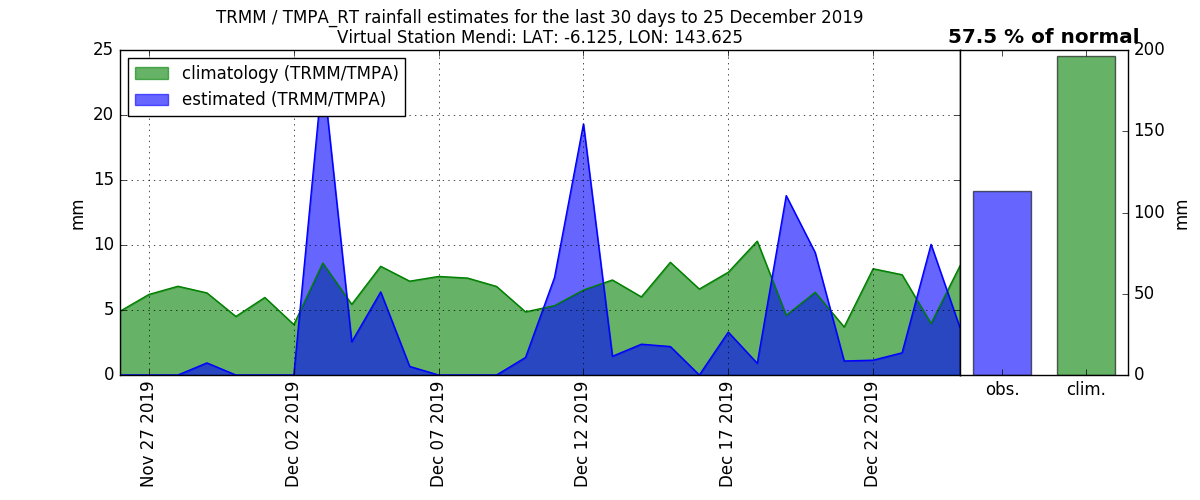 TRMM / TMPA_RT rainfall estimates for the last 30 days to 25 December 2019
Virtual Station Mendi: LAT: -6.125, LON: 143.625
57.5 % of normal
climatology (TRMM/TMPA)
estimated (TRMM/TMPA)
25
20
15
10
5
0
mm
Nov 27 2019
Dec 02 2019
Dec 07 2019
Dec 12 2019
Dec 17 2019
Dec 22 2019
obs.
clim.
200
150
100
50
0
mm